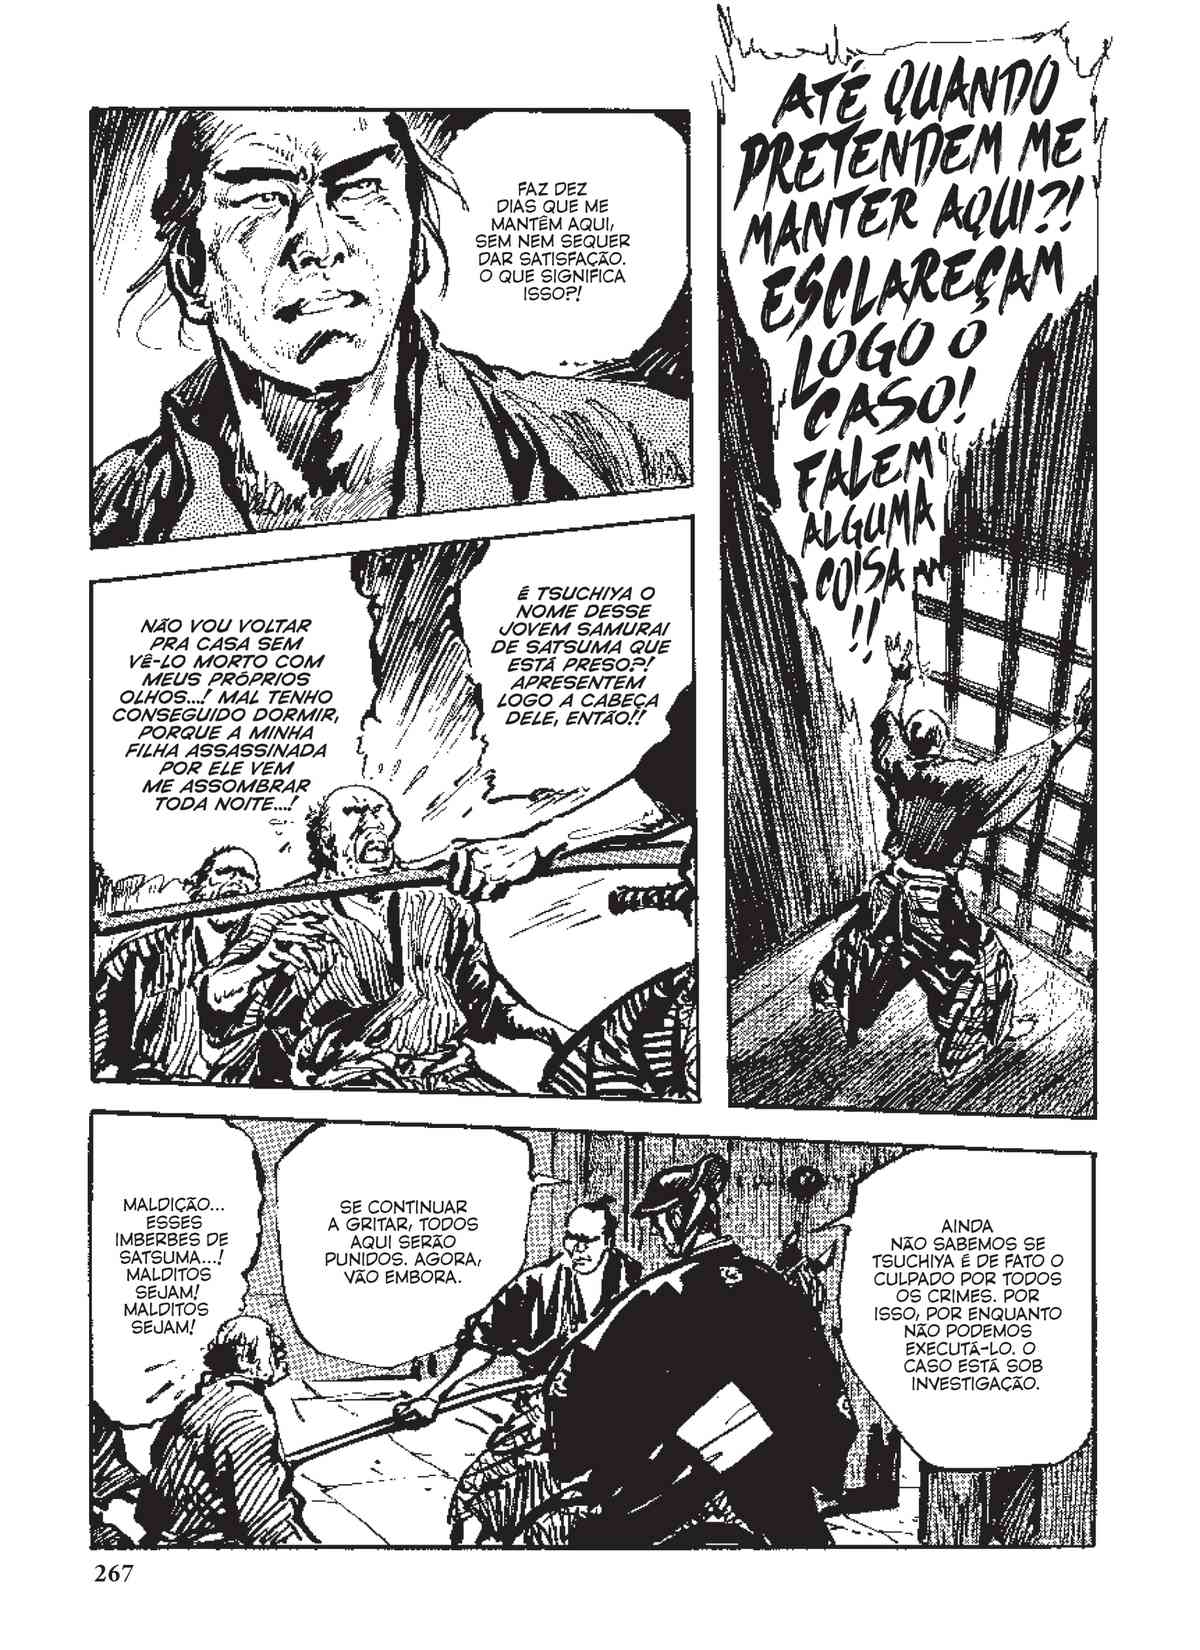 ATÉ QUANDO
PRETENDEM ME
MANTER AQUI?!
ESCLAREÇAM
LOGO O
CASO!
FALEM
ALGUMA
COISA
!!
FAZ DEZ
DIAS QUE ME
MANTÊM AQUI,
SEM NEM SEQUER
DAR SATISFAÇÃO.
O QUE SIGNIFICA
ISSO?!
É TSUCHIYA O
NOME DESSE
JOVEM SAMURAI
DE SATSUMA QUE
ESTÁ PRESO?!
APRESENTEM
LOGO A CABEÇA
DELE, ENTÃO!!
NÃO VOU VOLTAR
PRA CASA SEM
VÊ-LO MORTO COM
MEUS PRÓPRIOS
OLHOS...! MAL TENHO
CONSEGUIDO DORMIR,
PORQUE A MINHA
FILHA ASSASSINADA
POR ELE VEM
ME ASSOMBRAR
TODA NOITE...!
AINDA
NÃO SABEMOS SE
TSUCHIYA É DE FATO O
CULPADO POR TODOS
OS CRIMES. POR
ISSO, POR ENQUANTO
NÃO PODEMOS
EXECUTÁ-LO. O
CASO ESTÁ SOB
INVESTIGAÇÃO.
SE CONTINUAR
A GRITAR, TODOS
AQUI SERÃO
PUNIDOS. AGORA,
VÃO EMBORA.
MALDIÇÃO...
ESSES
IMBERBES DE
SATSUMA...!
MALDITOS
SEJAM!
MALDITOS
SEJAM!
267